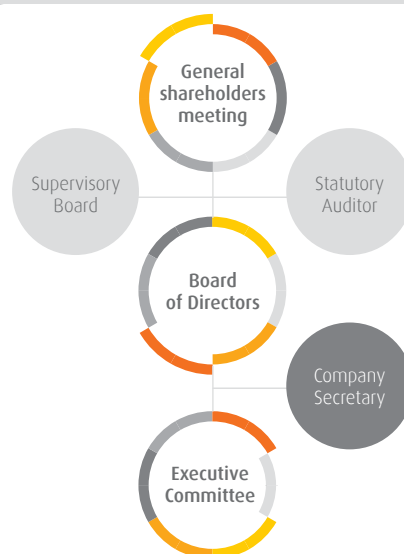 General
shareholders
meeting
Supervisory
Board
Statutory
Auditor
Board
of Directors
Company
Secretary
Executive
Committee